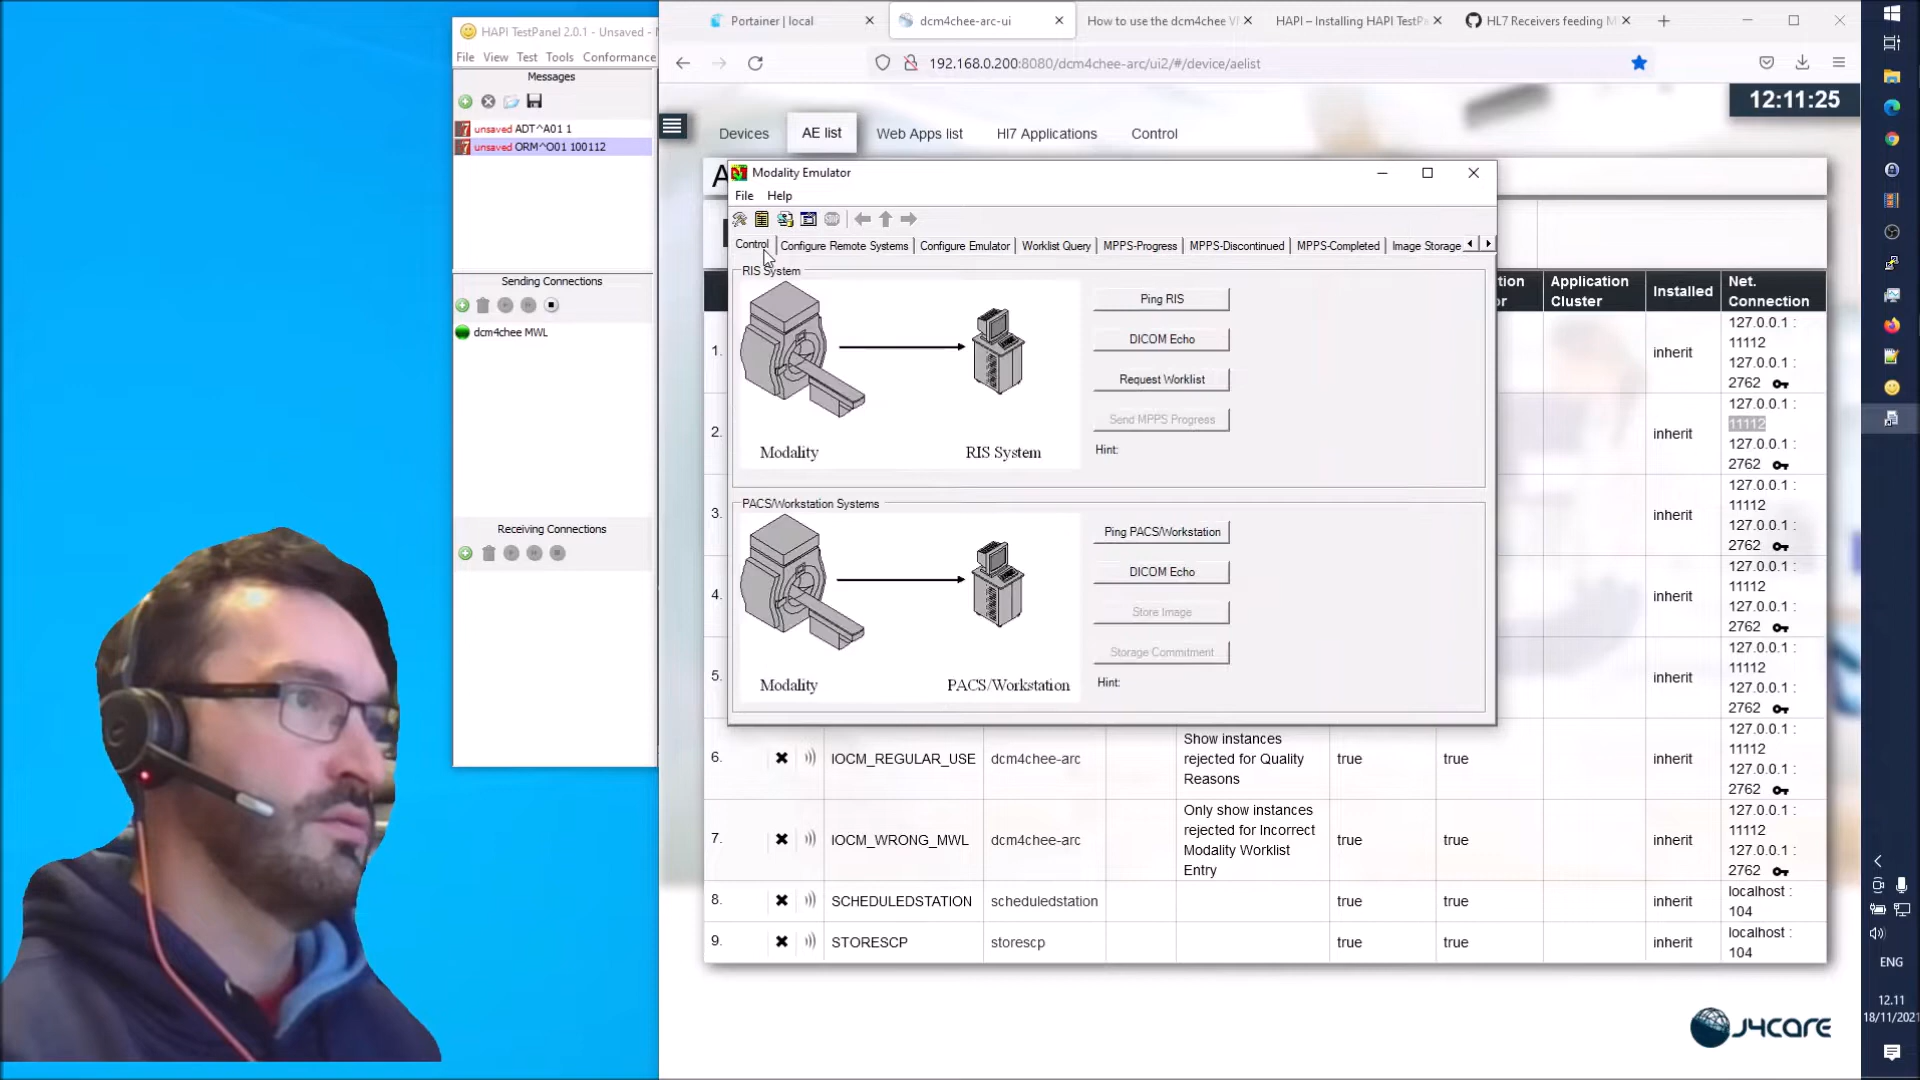 HAPI TestPanel 2.0.1 - Unsaved -
File View Test Tools Conformance
Messages
unsaved ADT^A01 1
unsaved ORM^O01 100112
Sending Connections
dcm4chee MWL
Receiving Connections
Portainer | local
dcm4chee-arc-ui
How to use the dcm4chee
HAPI – Installing HAPI TestP
HL7 Receivers feeding M
192.168.0.200:8080/dcm4chee-arc/ui2/#/device/aelist
12:11:25
Devices
AE list
Web Apps list
Hl7 Applications
Control
Modality Emulator
File Help
Control
Configure Remote Systems
Configure Emulator
Worklist Query
MPPS-Progress
MPPS-Discontinued
MPPS-Completed
Image Storage
RIS System
Ping RIS
DICOM Echo
Request Worklist
Send MPPS Progress
Hint:
Modality
RIS System
PACS/Workstation Systems
Ping PACS/Workstation
DICOM Echo
Store Image
Storage Commitment
Hint:
Modality
PACS/Workstation
Application
Cluster
Installed
Net.
Connection
1.
inherit
127.0.0.1 :
11112
127.0.0.1 :
2762
2.
inherit
127.0.0.1 :
11112
127.0.0.1 :
2762
3.
inherit
127.0.0.1 :
11112
127.0.0.1 :
2762
4.
inherit
127.0.0.1 :
11112
127.0.0.1 :
2762
5.
inherit
127.0.0.1 :
11112
127.0.0.1 :
2762
6.
IOCM_REGULAR_USE
dcm4chee-arc
Show instances
rejected for Quality
Reasons
true
true
inherit
127.0.0.1 :
11112
127.0.0.1 :
2762
7.
IOCM_WRONG_MWL
dcm4chee-arc
Only show instances
rejected for Incorrect
Modality Worklist
Entry
true
true
inherit
127.0.0.1 :
11112
127.0.0.1 :
2762
8.
SCHEDULEDSTATION
scheduledstation
true
true
inherit
localhost :
104
9.
STORESCP
storescp
true
true
inherit
localhost :
104
J4CARE
ENG
12.11
18/11/2021